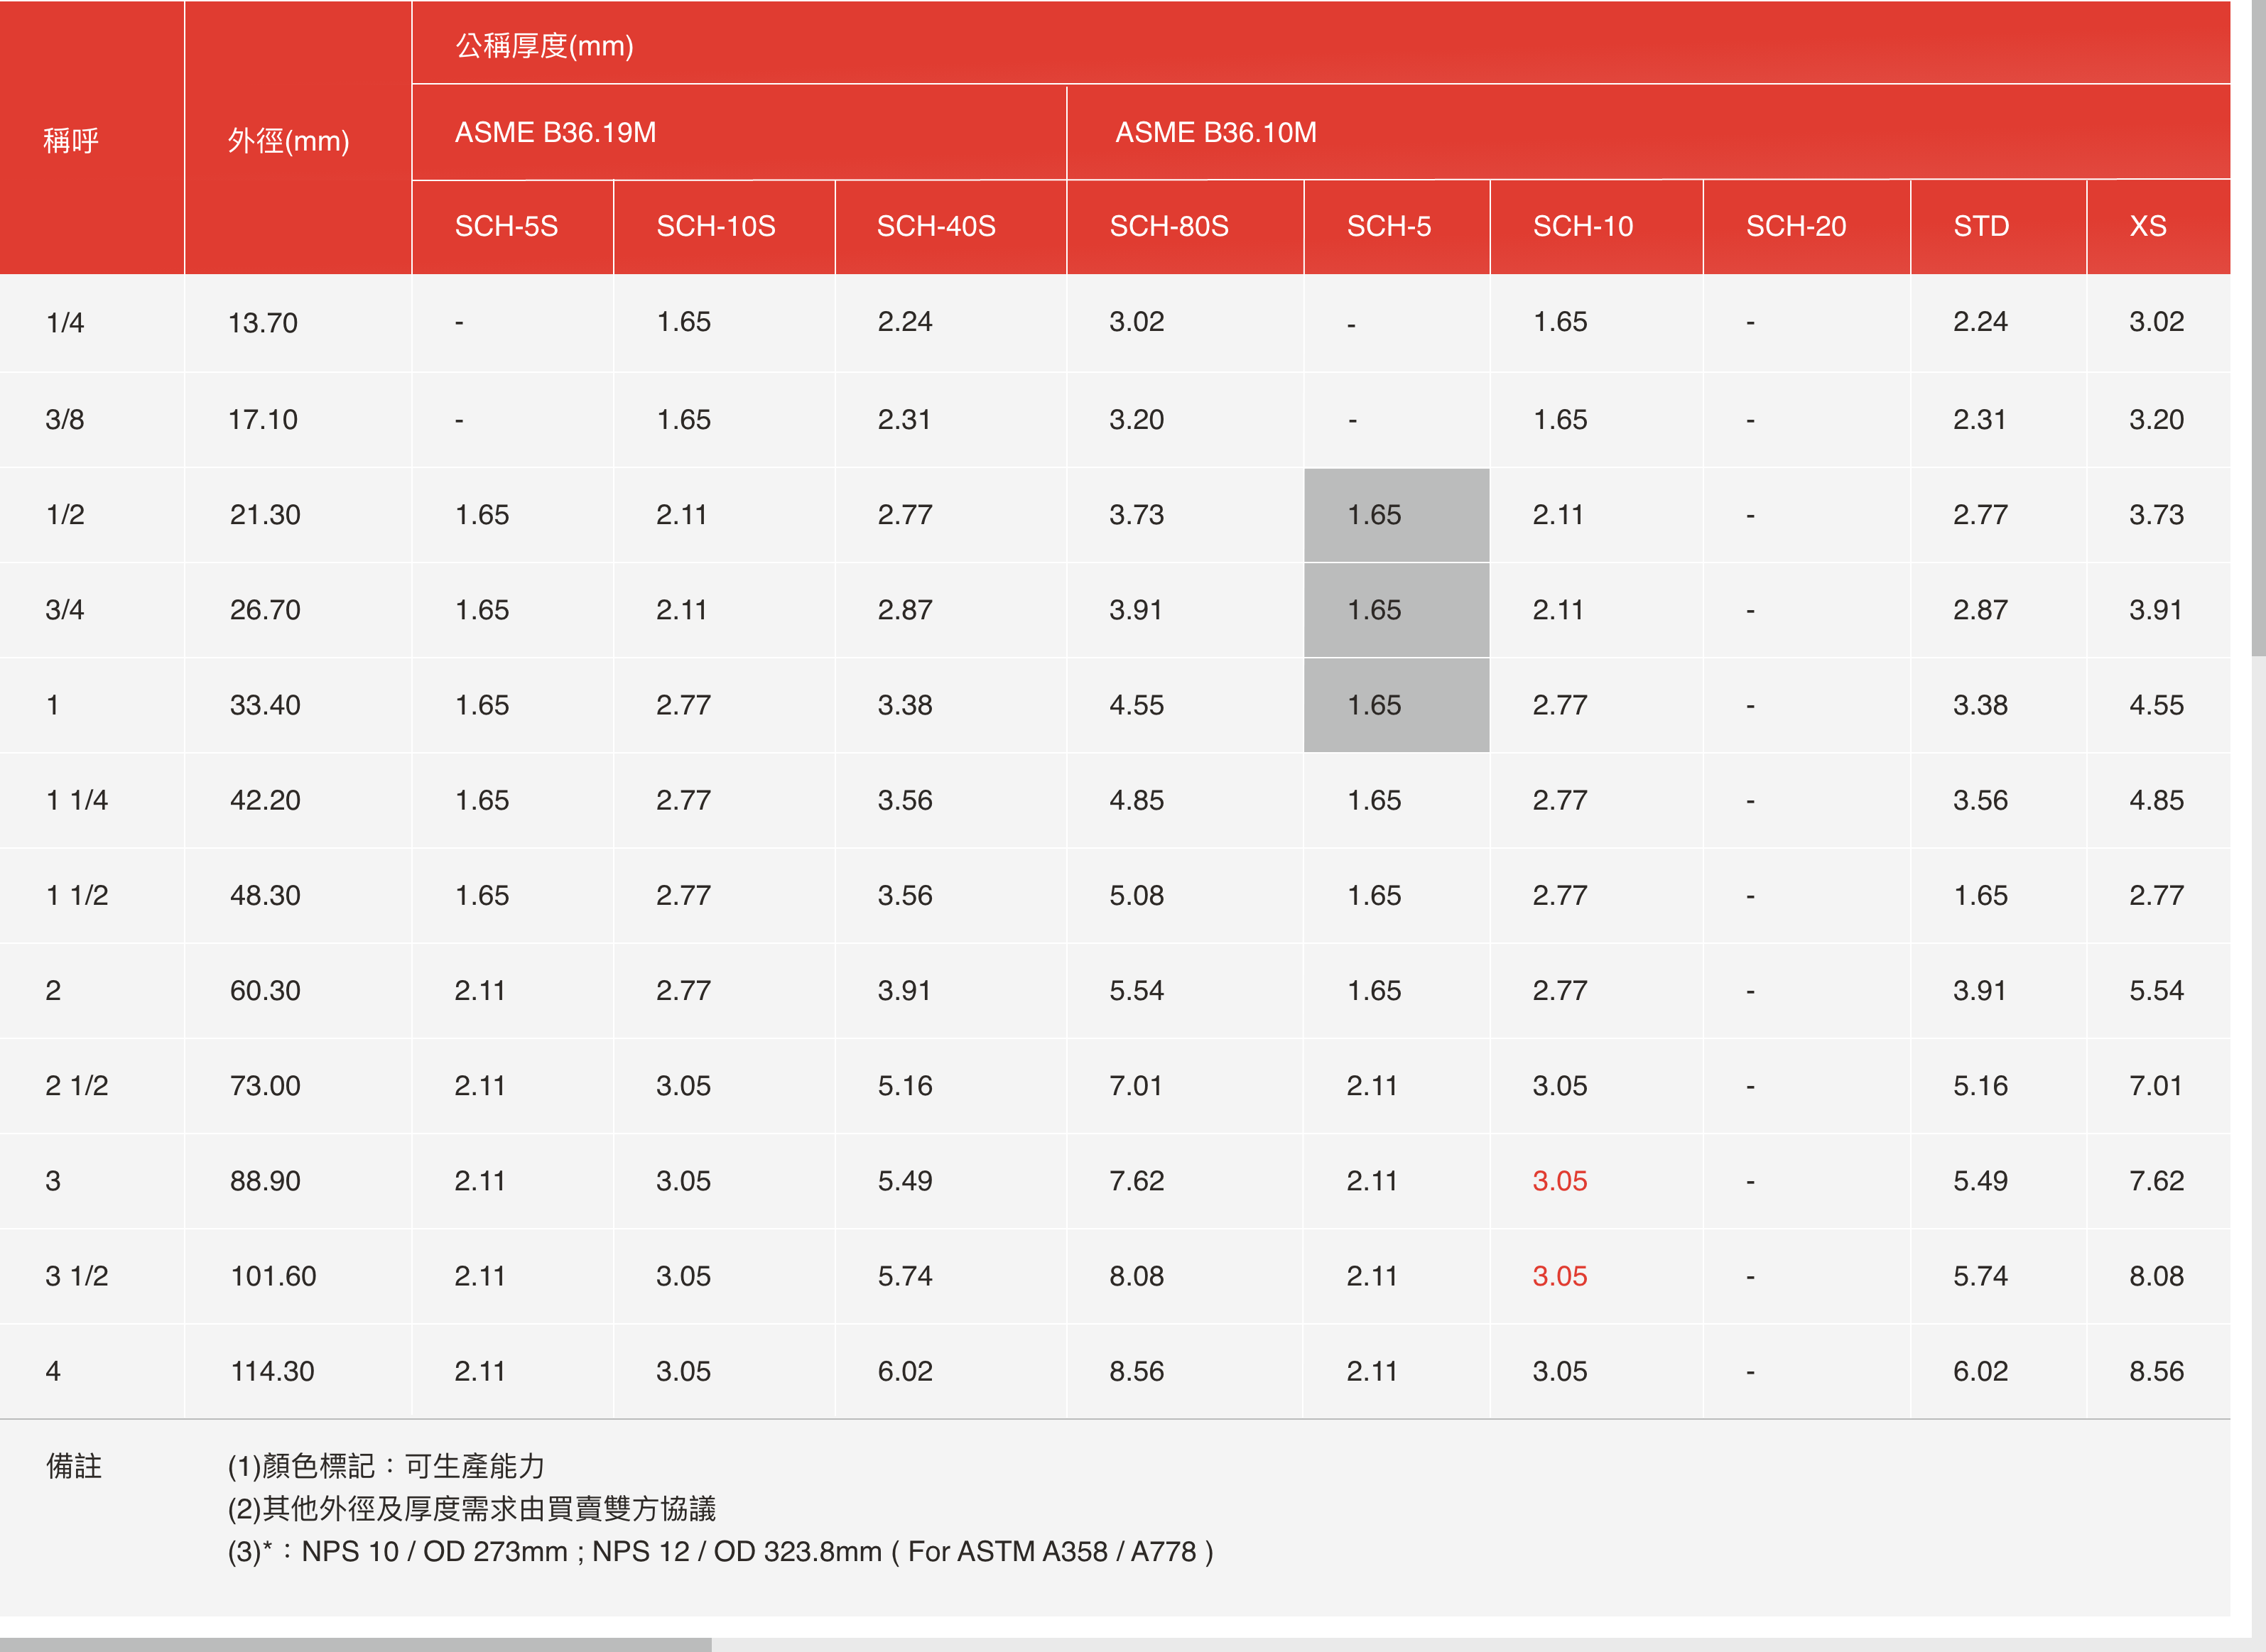 公稱厚度(mm)
稱呼 外徑(mm) ASME B36.19M ASME B36.10M
SCH-5S SCH-10S SCH-40S SCH-80S SCH-5 SCH-10 SCH-20 STD XS
1/4 13.70 - 1.65 2.24 3.02 - 1.65 - 2.24 3.02
3/8 17.10 - 1.65 2.31 3.20 - 1.65 - 2.31 3.20
1/2 21.30 1.65 2.11 2.77 3.73 1.65 2.11 - 2.77 3.73
3/4 26.70 1.65 2.11 2.87 3.91 1.65 2.11 - 2.87 3.91
1 33.40 1.65 2.77 3.38 4.55 1.65 2.77 - 3.38 4.55
1 1/4 42.20 1.65 2.77 3.56 4.85 1.65 2.77 - 3.56 4.85
1 1/2 48.30 1.65 2.77 3.56 5.08 1.65 2.77 - 1.65 2.77
2 60.30 2.11 2.77 3.91 5.54 1.65 2.77 - 3.91 5.54
2 1/2 73.00 2.11 3.05 5.16 7.01 2.11 3.05 - 5.16 7.01
3 88.90 2.11 3.05 5.49 7.62 2.11 3.05 - 5.49 7.62
3 1/2 101.60 2.11 3.05 5.74 8.08 2.11 3.05 - 5.74 8.08
4 114.30 2.11 3.05 6.02 8.56 2.11 3.05 - 6.02 8.56
備註 (1)顏色標記：可生產能力
(2)其他外徑及厚度需求由買賣雙方協議
(3)*：NPS 10 / OD 273mm ; NPS 12 / OD 323.8mm ( For ASTM A358 / A778 )